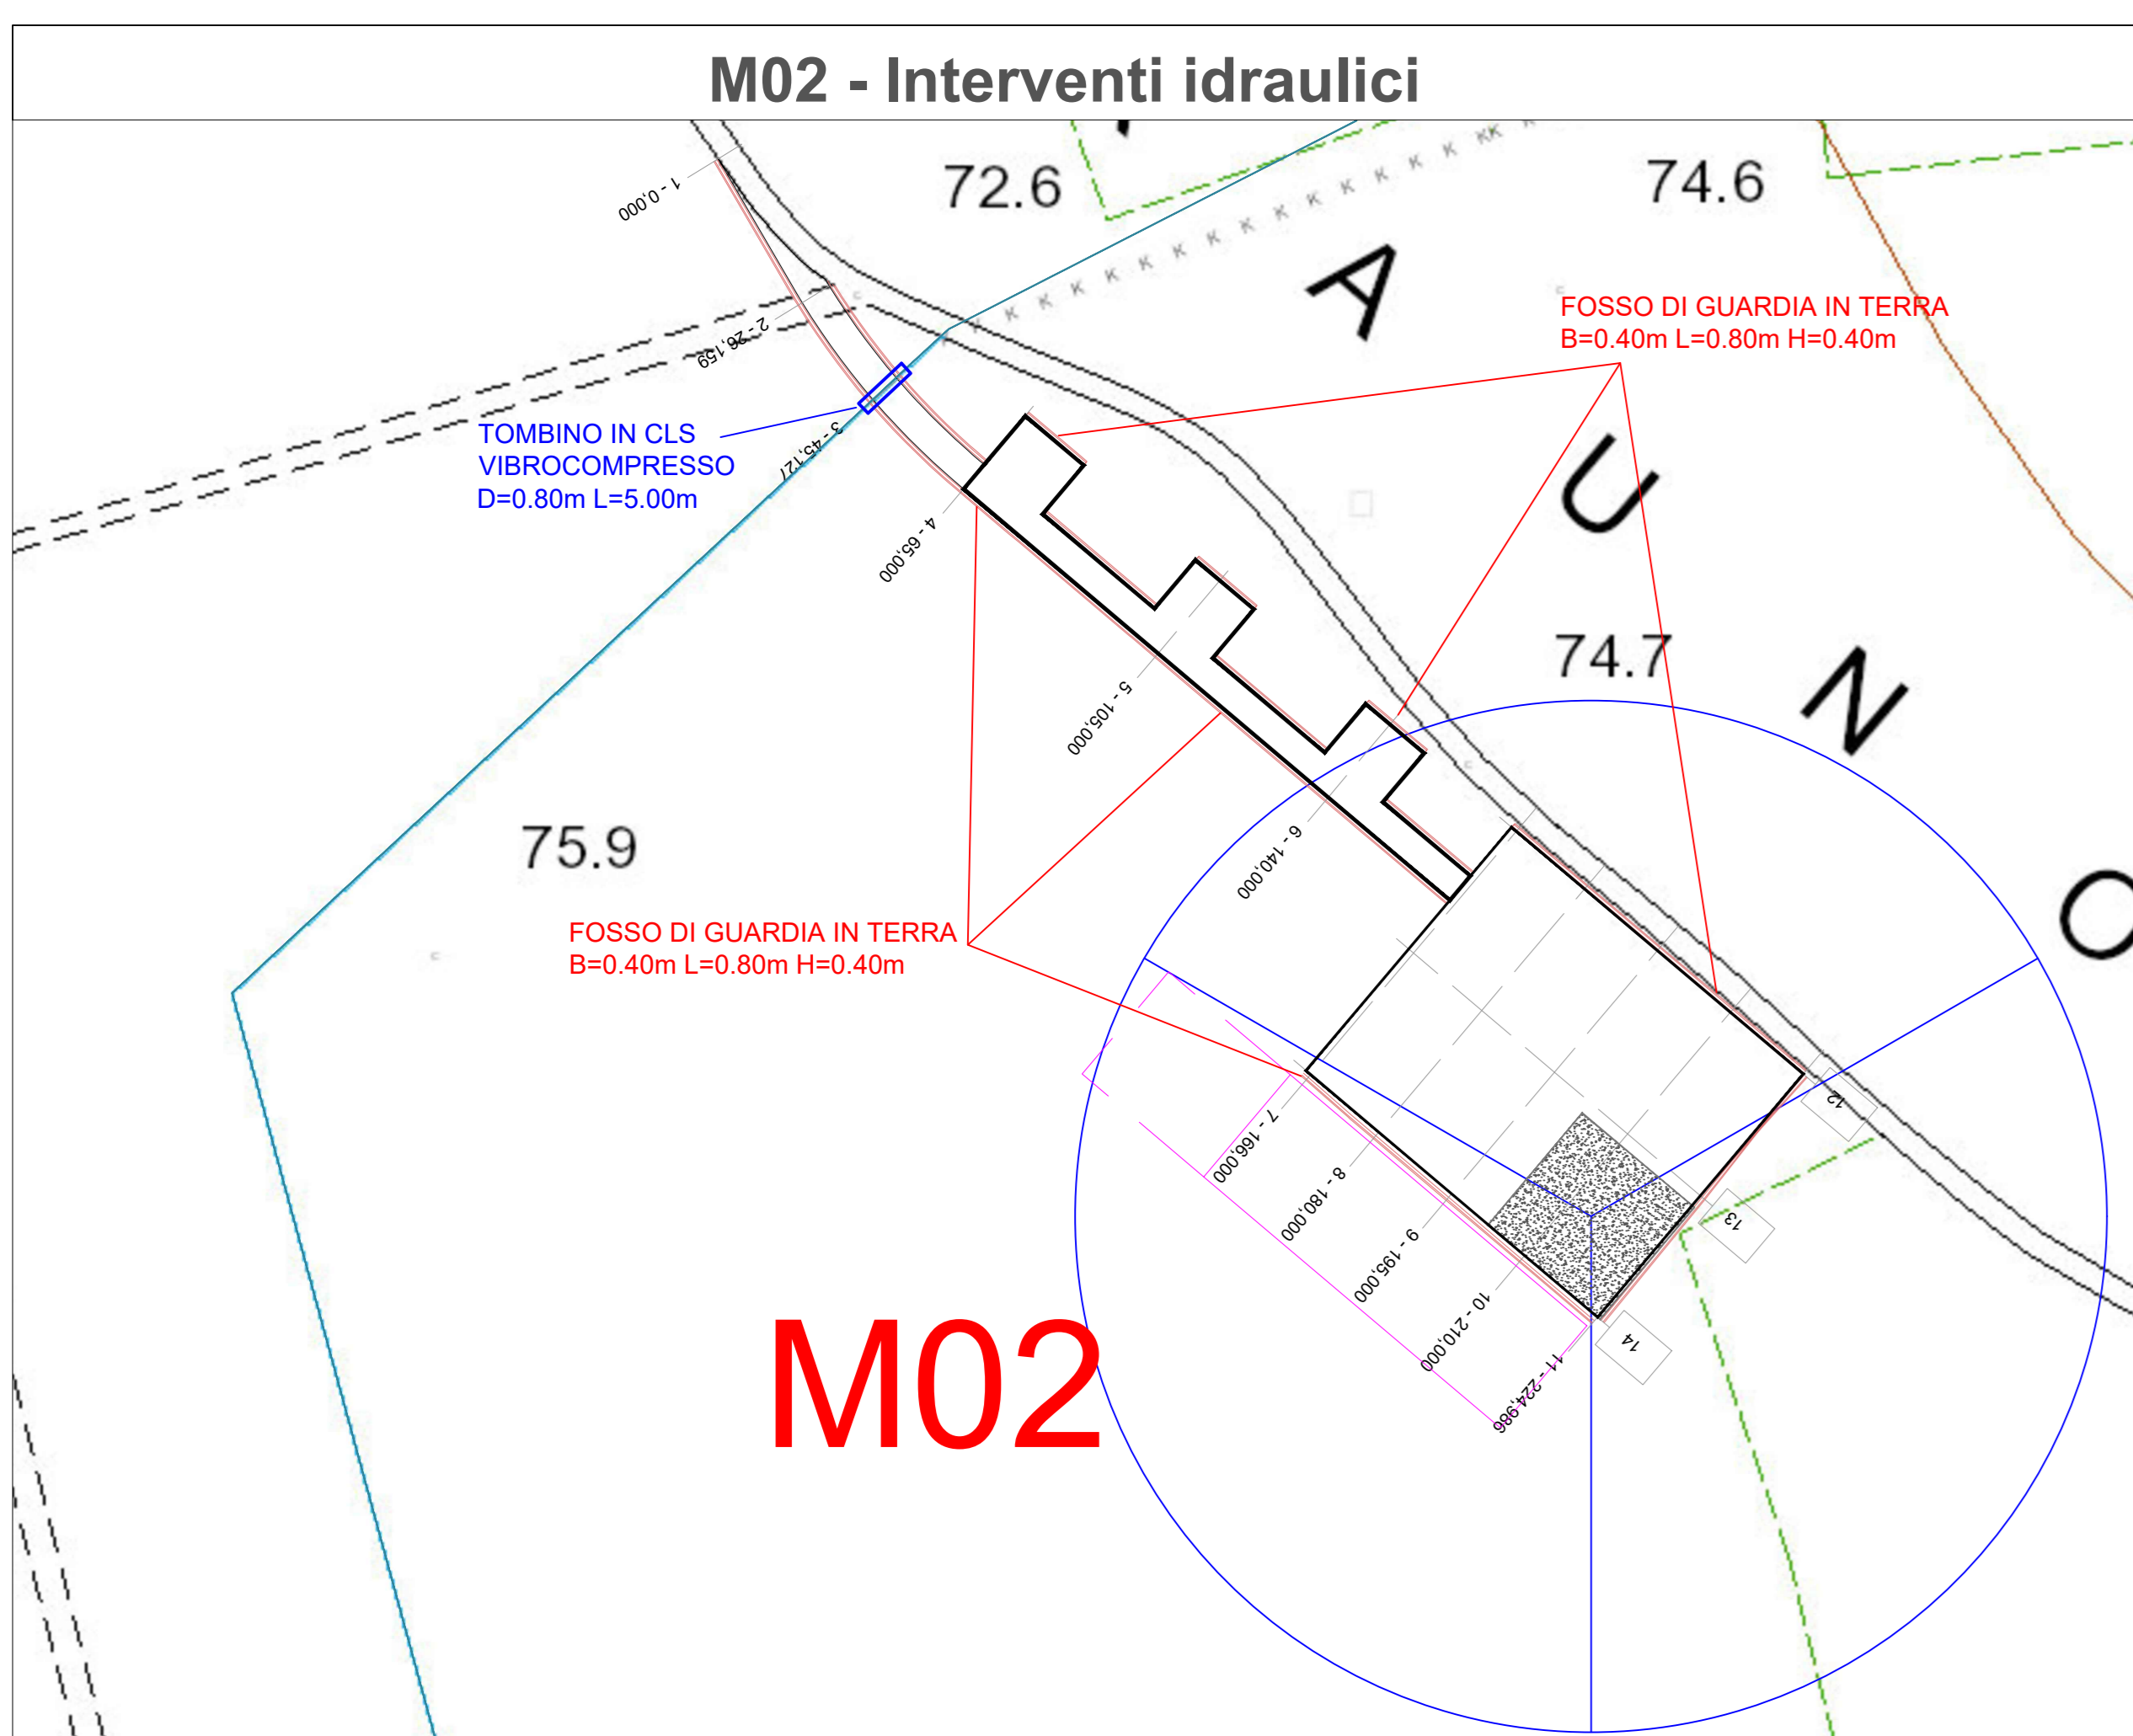 M02 - Interventi idraulici
72.6
74.6
1 - 0,000
A
FOSSO DI GUARDIA IN TERRA
B=0.40m L=0.80m H=0.40m
2 - 26,159
TOMBINO IN CLS
VIBROCOMPRESSO
D=0.80m L=5.00m
3 - 45,127
U
4 - 65,000
74.7
N
5 - 105,000
75.9
6 - 140,000
O
FOSSO DI GUARDIA IN TERRA
B=0.40m L=0.80m H=0.40m
12
7 - 166,000
8 - 180,000
13
9 - 195,000
10 - 210,000
14
M02
11 - 224,986